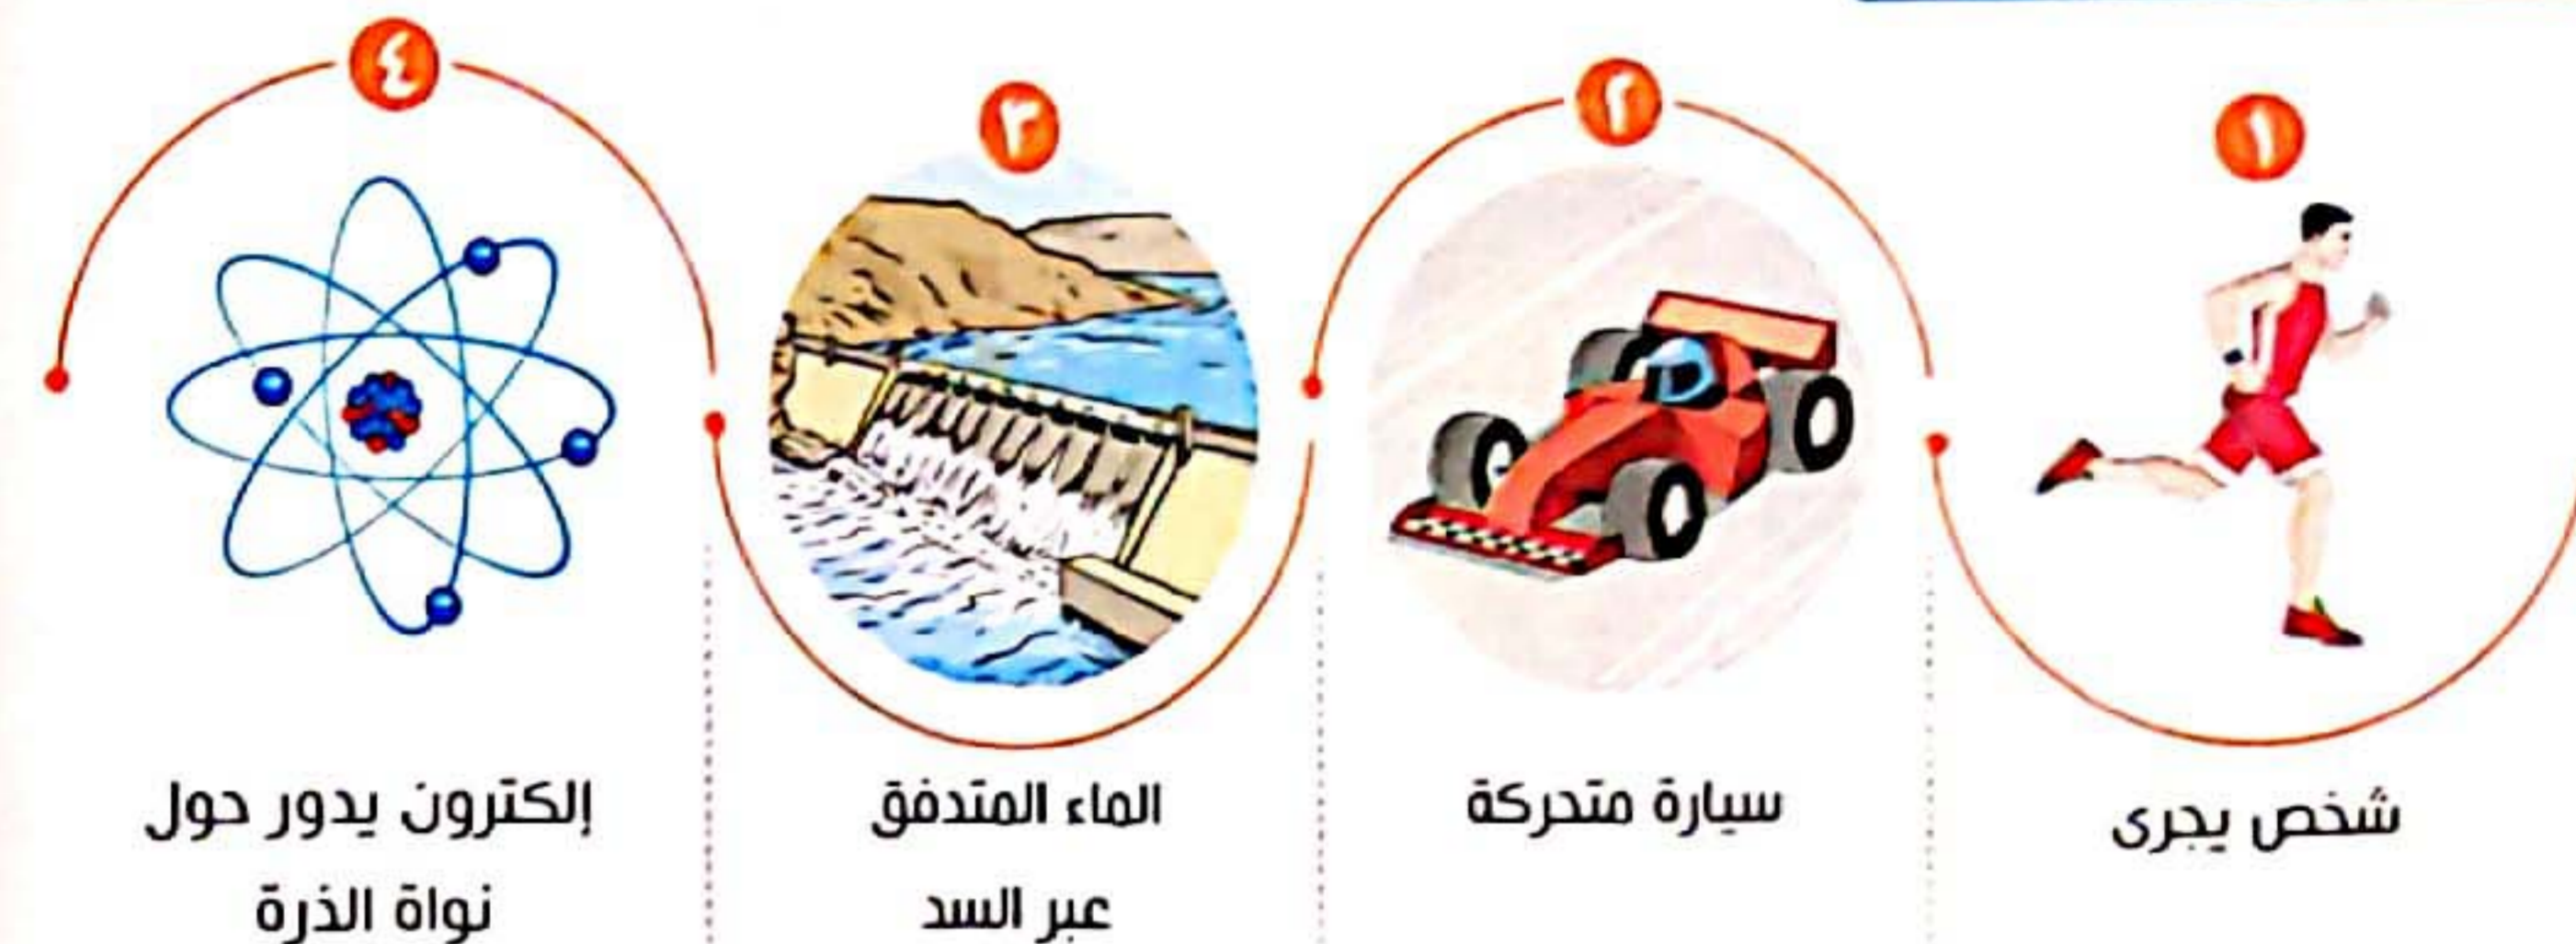 ١
شخص يجرى
٢
سيارة متحركة
٣
الماء المتدفق
عبر السد
٤
إلكترون يدور حول
نواة الذرة